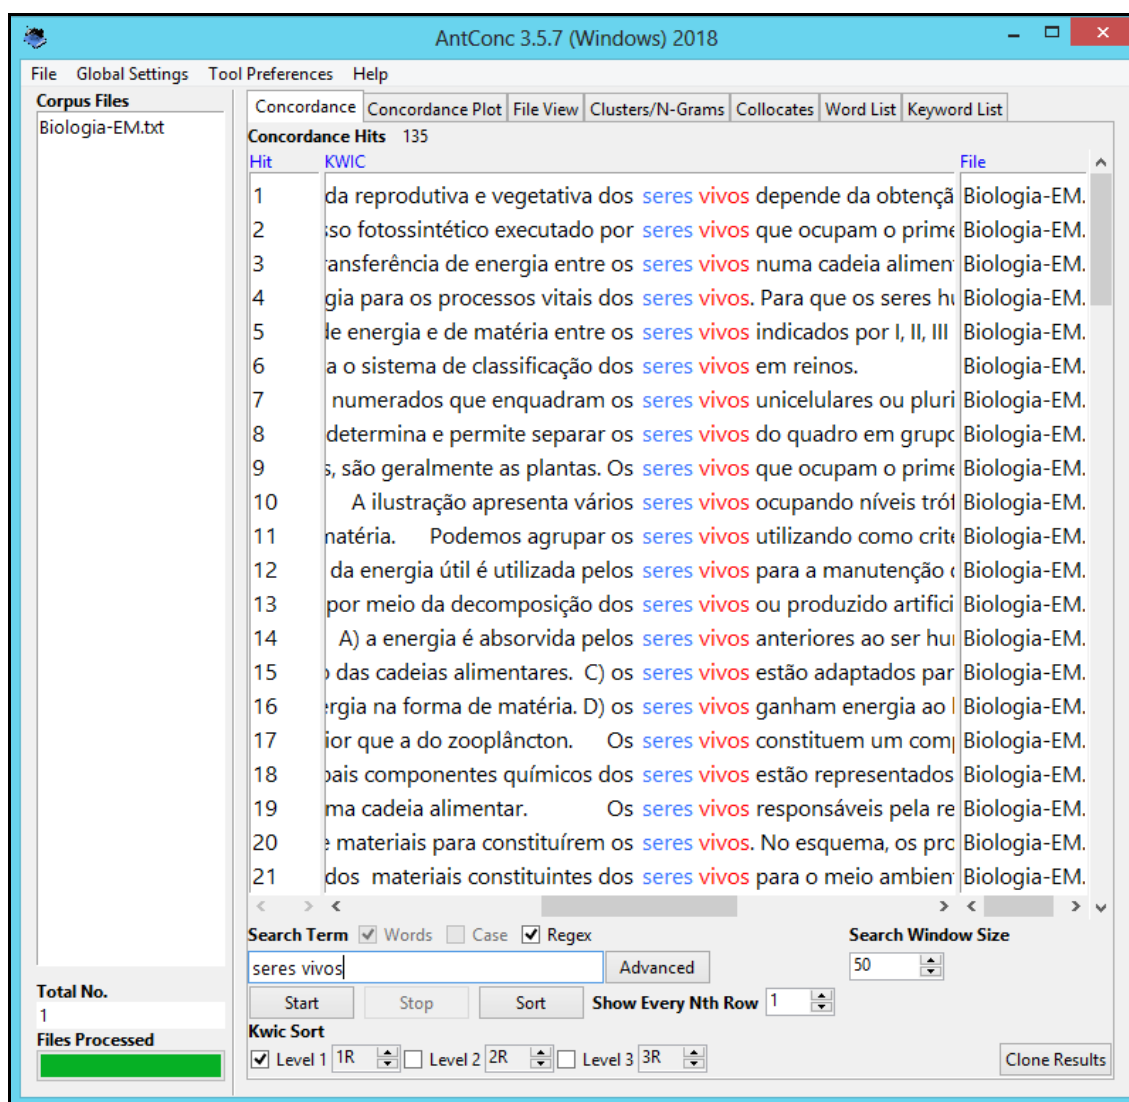 AntConc 3.5.7 (Windows) 2018
File Global Settings Tool Preferences Help
Corpus Files
Biologia-EM.txt
Concordance Concordance Plot File View Clusters/N-Grams Collocates Word List Keyword List
Concordance Hits 135
Hit KWIC File
1 da reprodutiva e vegetativa dos seres vivos depende da obtençã Biologia-EM.
2 sso fotossintético executado por seres vivos que ocupam o prime Biologia-EM.
3 ransferência de energia entre os seres vivos numa cadeia alimen Biologia-EM.
4 gia para os processos vitais dos seres vivos. Para que os seres hu Biologia-EM.
5 de energia e de matéria entre os seres vivos indicados por I, II, III Biologia-EM.
6 a o sistema de classificação dos seres vivos em reinos. Biologia-EM.
7 numerados que enquadram os seres vivos unicelulares ou pluri Biologia-EM.
8 determina e permite separar os seres vivos do quadro em grupo Biologia-EM.
9 s, são geralmente as plantas. Os seres vivos que ocupam o prime Biologia-EM.
10 A ilustração apresenta vários seres vivos ocupando níveis tróf Biologia-EM.
11 matéria. Podemos agrupar os seres vivos utilizando como crite Biologia-EM.
12 da energia útil é utilizada pelos seres vivos para a manutenção Biologia-EM.
13 por meio da decomposição dos seres vivos ou produzido artifici Biologia-EM.
14 A) a energia é absorvida pelos seres vivos anteriores ao ser hu Biologia-EM.
15 o das cadeias alimentares. C) os seres vivos estão adaptados par Biologia-EM.
16 ergia na forma de matéria. D) os seres vivos ganham energia ao Biologia-EM.
17 ior que a do zooplâncton. Os seres vivos constituem um com Biologia-EM.
18 pais componentes químicos dos seres vivos estão representados Biologia-EM.
19 ma cadeia alimentar. Os seres vivos responsáveis pela re Biologia-EM.
20 e materiais para constituírem os seres vivos. No esquema, os pro Biologia-EM.
21 dos materiais constituintes dos seres vivos para o meio ambien Biologia-EM.
Search Term Words Case Regex Search Window Size
seres vivos Advanced 50
Total No.
1
Start Stop Sort Show Every Nth Row 1
Files Processed
Kwic Sort
Level 1 1R Level 2 2R Level 3 3R Clone Results